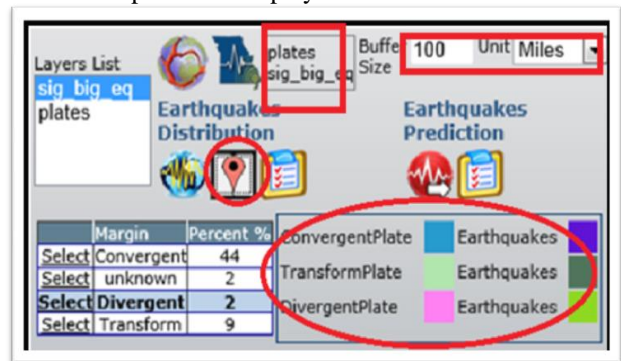 plates
sig_big_eq
Buffe
Size
100
Unit
Miles
Layers List
sig_big_eq
plates
Earthquakes
Distribution
Earthquakes
Prediction
Margin Percent %
Select Convergent 44
Select unknown 2
Select Divergent 2
Select Transform 9
ConvergentPlate Earthquakes
TransformPlate Earthquakes
DivergentPlate Earthquakes